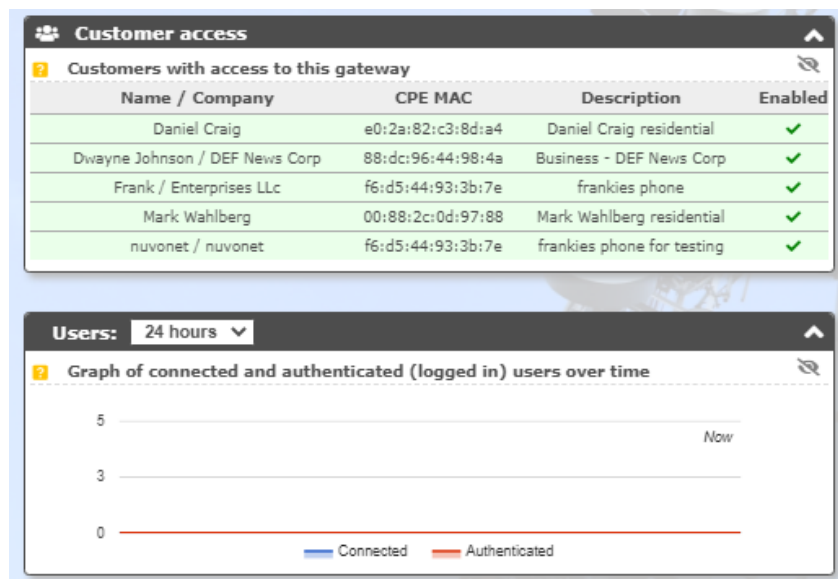 Customer access
Customers with access to this gateway
Name / Company CPE MAC Description Enabled
Daniel Craig e0:2a:82:c3:8d:a4 Daniel Craig residential
Dwayne Johnson / DEF News Corp 88:dc:96:44:98:4a Business - DEF News Corp
Frank / Enterprises LLc f6:d5:44:93:3b:7e frankies phone
Mark Wahlberg 00:88:2c:0d:97:88 Mark Wahlberg residential
nuvonet / nuvonet f6:d5:44:93:3b:7e frankies phone for testing
Users: 24 hours
? Graph of connected and authenticated (logged in) users over time
5
Now
3
0
Connected Authenticated